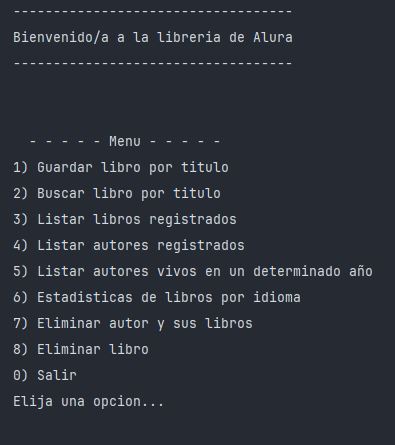 -----------------------------------
Bienvenido/a a la libreria de Alura
-----------------------------------
- - - - - Menu - - - - -
1) Guardar libro por titulo
2) Buscar libro por titulo
3) Listar libros registrados
4) Listar autores registrados
5) Listar autores vivos en un determinado año
6) Estadisticas de libros por idioma
7) Eliminar autor y sus libros
8) Eliminar libro
0) Salir
Elija una opcion...